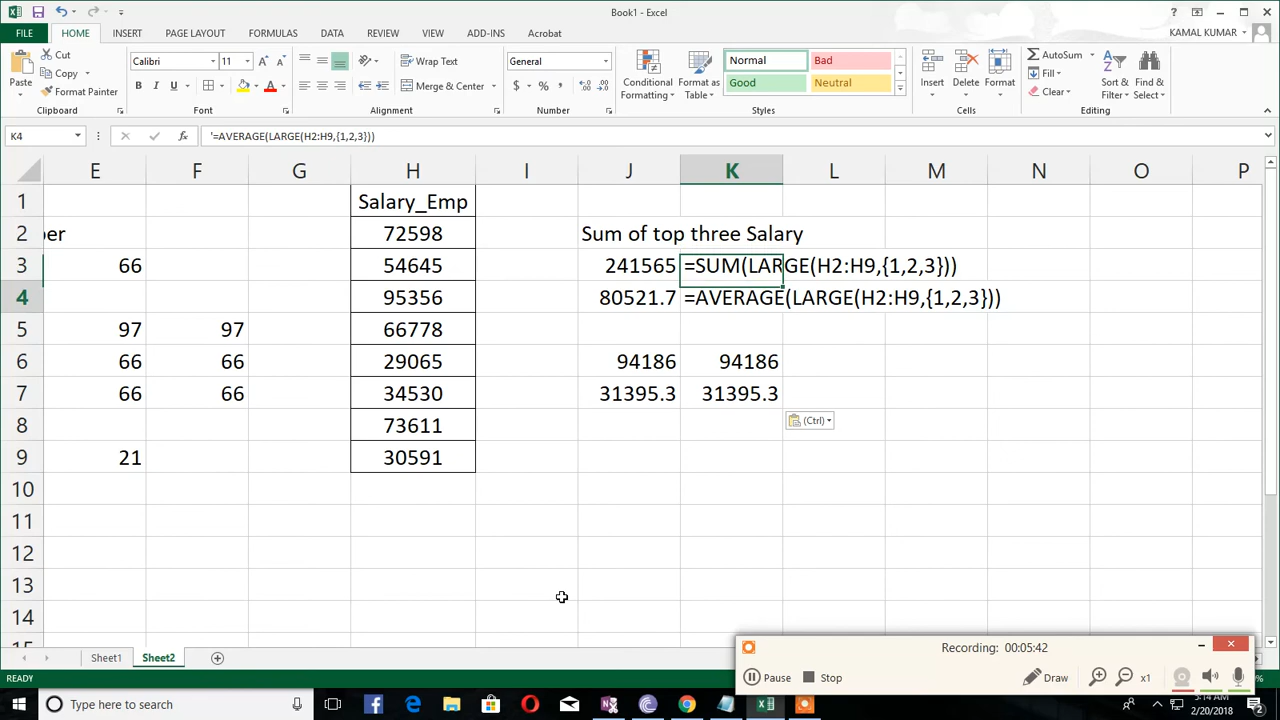 Book1 - Excel
FILE HOME INSERT PAGE LAYOUT FORMULAS DATA REVIEW VIEW ADD-INS Acrobat KAMAL KUMAR
Cut
Copy
Format Painter
Paste
Clipboard
Calibri 11
B I U
Font
Wrap Text
Merge & Center
Alignment
General
$ % ,
Number
Conditional Formatting
Format as Table
Normal Bad
Good Neutral
Styles
Insert Delete Format
Cells
AutoSum
Fill
Clear
Sort & Filter
Find & Select
Editing
K4 fx '=AVERAGE(LARGE(H2:H9,{1,2,3}))
E F G H I J K L M N O P
1 Salary_Emp
2 per 72598 Sum of top three Salary
3 66 54645 241565 =SUM(LARGE(H2:H9,{1,2,3}))
4 95356 80521.7 =AVERAGE(LARGE(H2:H9,{1,2,3}))
5 97 97 66778
6 66 66 29065 94186 94186
7 66 66 34530 31395.3 31395.3
8 73611 (Ctrl)
9 21 30591
10
11
12
13
14
15
Sheet1 Sheet2
Recording: 00:05:42
Pause Stop Draw x1
READY
Type here to search
5:14 AM
2/20/2018